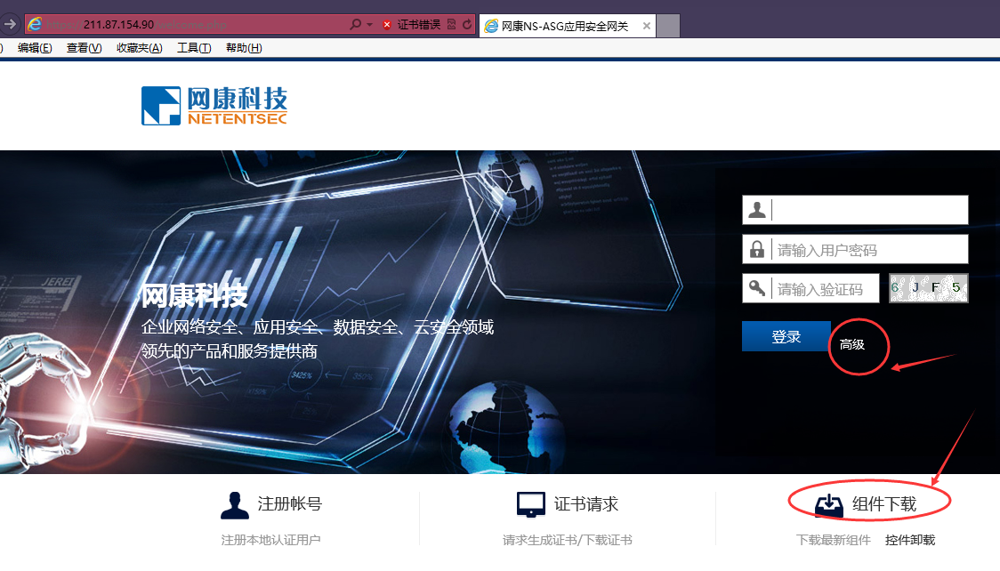 211.87.154.90
证书错误
网康NS-ASG应用安全网关
编辑(E) 查看(V) 收藏夹(A) 工具(T) 帮助(H)
网康科技
NETENTSEC
网康科技
企业网络安全、应用安全、数据安全、云安全领域
领先的产品和服务提供商
请输入用户密码
请输入验证码
6 J F 5
登录
高级
注册帐号
注册本地认证用户
证书请求
请求生成证书/下载证书
组件下载
下载最新组件 控件卸载